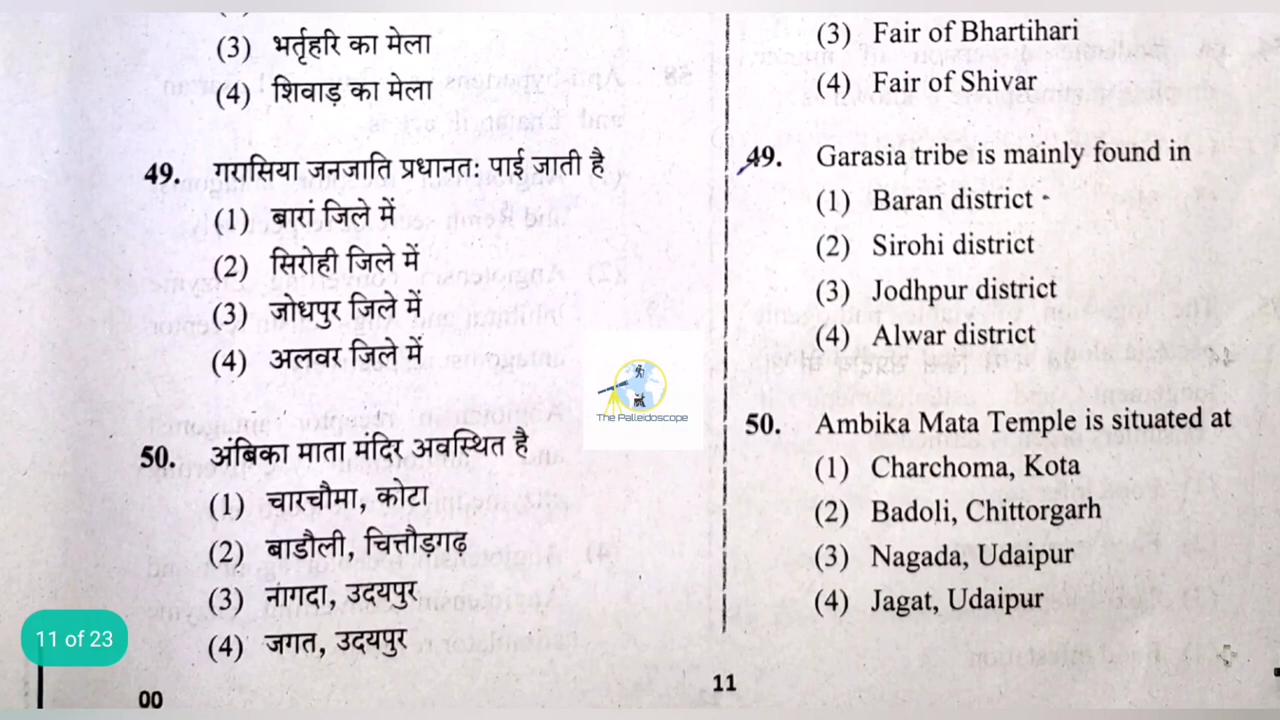 (3) भर्तृहरि का मेला
(4) शिवाड़ का मेला
49. गरासिया जनजाति प्रधानतः पाई जाती है
(1) बारां जिले में
(2) सिरोही जिले में
(3) जोधपुर जिले में
(4) अलवर जिले में
50. अंबिका माता मंदिर अवस्थित है
(1) चारचौमा, कोटा
(2) बाडौली, चित्तौड़गढ़
(3) नागदा, उदयपुर
(4) जगत, उदयपुर
(3) Fair of Bhartihari
(4) Fair of Shivar
49. Garasia tribe is mainly found in
(1) Baran district
(2) Sirohi district
(3) Jodhpur district
(4) Alwar district
50. Ambika Mata Temple is situated at
(1) Charchoma, Kota
(2) Badoli, Chittorgarh
(3) Nagada, Udaipur
(4) Jagat, Udaipur
The Palleidoscope
11 of 23
00
11